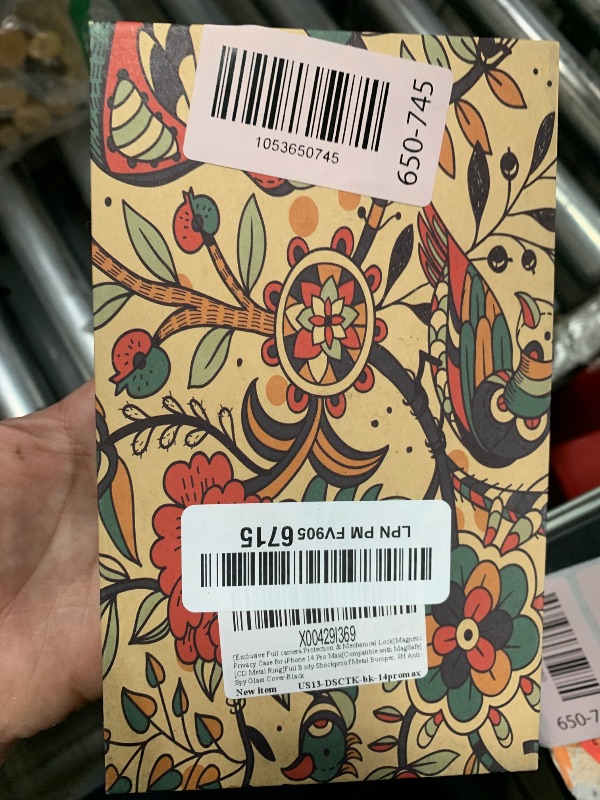 1053650745
650-745
LPN PM FV905 6715
X00429I369
[Exclusive Full camera Protection & Mechanical Lock]Magnetic
Privacy Case for iPhone 14 Pro Max[Compatible with MagSafe]
[CD Metal Ring]Full Body Shockproof Metal Bumper, 9H Anti-
Spy Glass Cover-Black
New item US13-DSCTK-bk-14promax
650-7